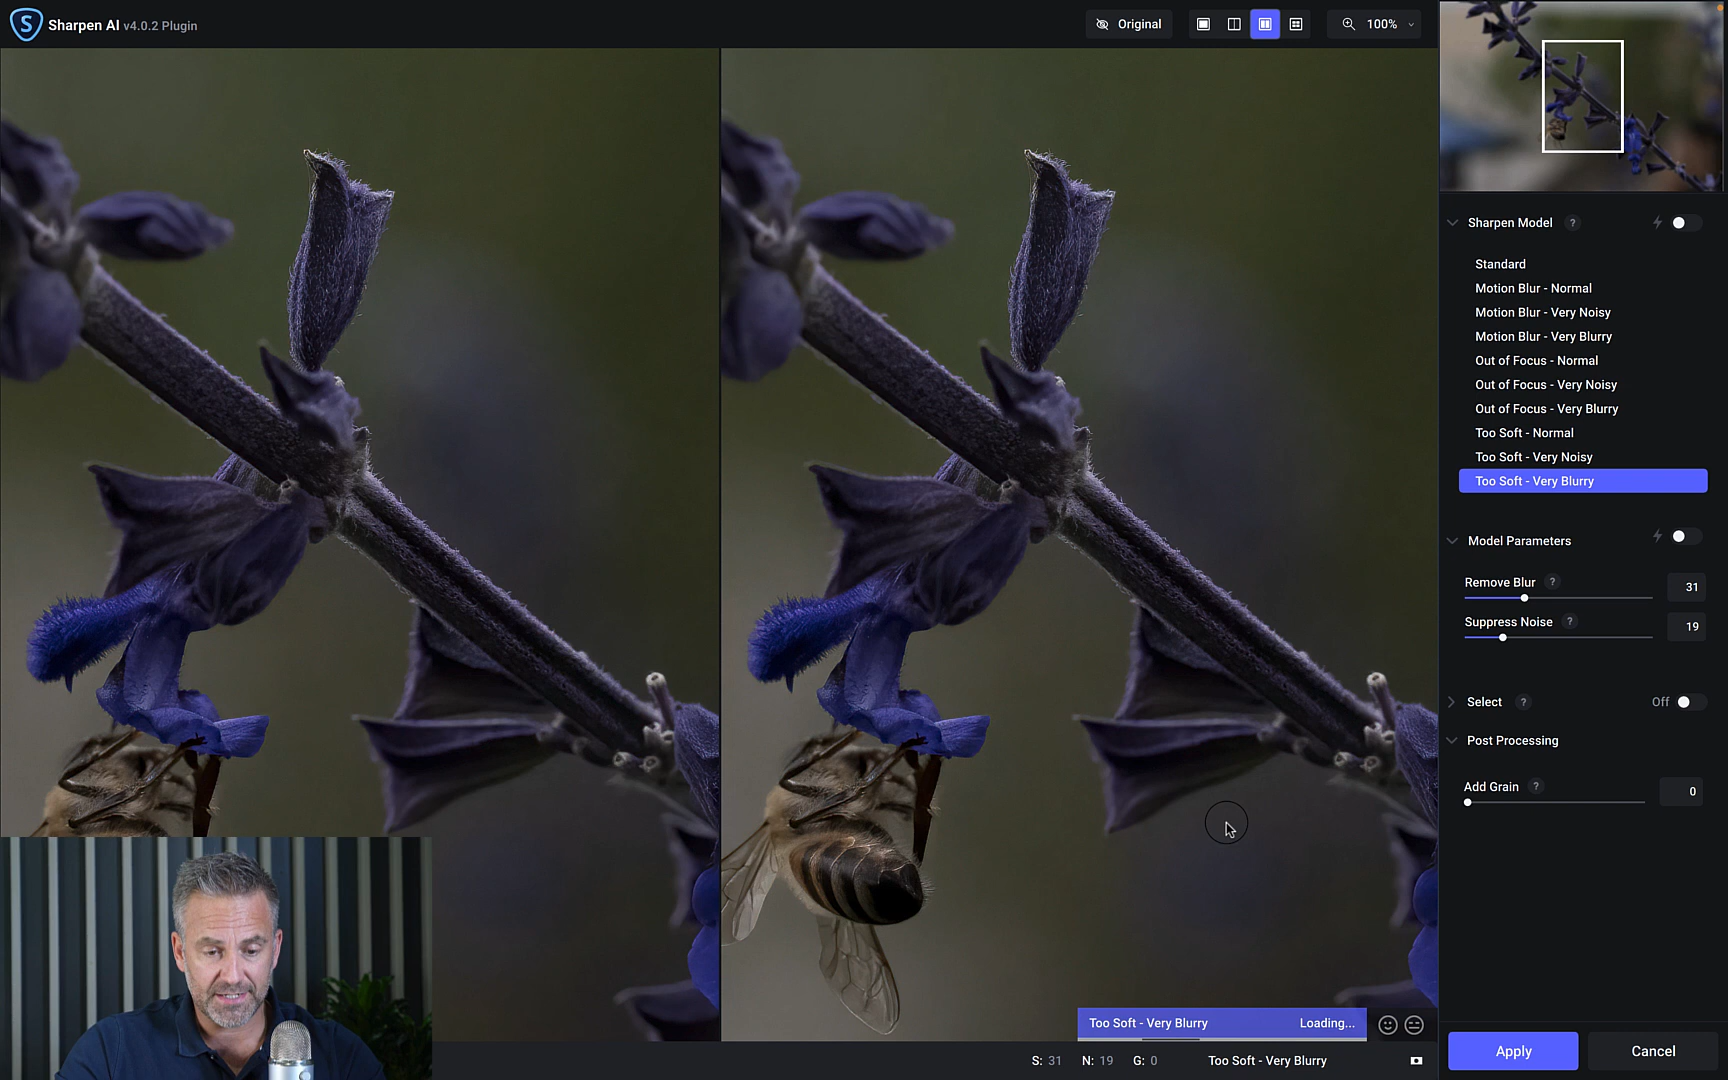 Sharpen AI v4.0.2 Plugin
Original
100%
Sharpen Model ?
Standard
Motion Blur - Normal
Motion Blur - Very Noisy
Motion Blur - Very Blurry
Out of Focus - Normal
Out of Focus - Very Noisy
Out of Focus - Very Blurry
Too Soft - Normal
Too Soft - Very Noisy
Too Soft - Very Blurry
Model Parameters
Remove Blur ? 31
Suppress Noise ? 19
Select ? Off
Post Processing
Add Grain ? 0
Too Soft - Very Blurry Loading...
S: 31 N: 19 G: 0 Too Soft - Very Blurry
Apply Cancel